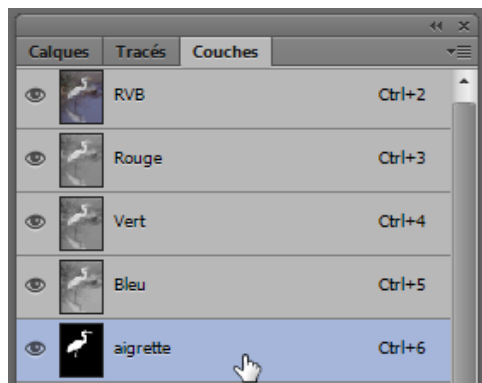 Calques Tracés Couches
RVB Ctrl+2
Rouge Ctrl+3
Vert Ctrl+4
Bleu Ctrl+5
aigrette Ctrl+6